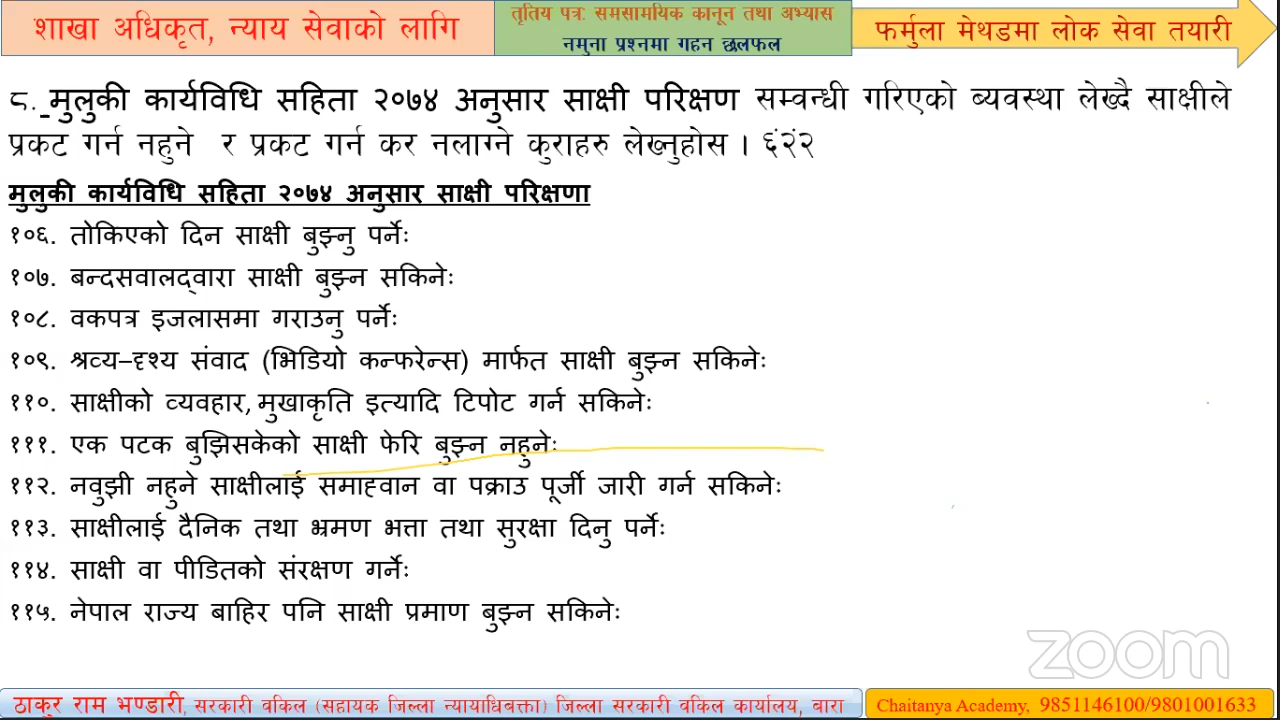 शाखा अधिकृत, न्याय सेवाको लागि
तृतिय पत्र: समसामयिक कानून तथा अभ्यास
नमुना प्रश्नमा गहन छलफल
फर्मुला मेथडमा लोक सेवा तयारी
८. मुलुकी कार्यविधि सहिता २०७४ अनुसार साक्षी परिक्षण सम्वन्धी गरिएको ब्यवस्था लेख्दै साक्षीले
प्रकट गर्न नहुने र प्रकट गर्न कर नलाग्ने कुराहरु लेख्नुहोस ।
मुलुकी कार्यविधि सहिता २०७४ अनुसार साक्षी परिक्षणा
१०६. तोकिएको दिन साक्षी बुझ्नु पर्नेः
१०७. बन्दसवालद्वारा साक्षी बुझ्न सकिनेः
१०८. वकपत्र इजलासमा गराउनु पर्नेः
१०९. श्रव्य–दृश्य संवाद (भिडियो कन्फरेन्स) मार्फत साक्षी बुझ्न सकिनेः
११०. साक्षीको व्यवहार, मुखाकृति इत्यादि टिपोट गर्न सकिनेः
१११. एक पटक बुझिसकेको साक्षी फेरि बुझ्न नहुनेः
११२. नवुझी नहुने साक्षीलाई समाह्वान वा पक्राउ पूर्जी जारी गर्न सकिनेः
११३. साक्षीलाई दैनिक तथा भ्रमण भत्ता तथा सुरक्षा दिनु पर्नेः
११४. साक्षी वा पीडितको संरक्षण गर्नेः
११५. नेपाल राज्य बाहिर पनि साक्षी प्रमाण बुझ्न सकिनेः
zoom
ठाकुर राम भण्डारी, सरकारी वकिल (सहायक जिल्ला न्यायाधिबक्ता) जिल्ला सरकारी वकिल कार्यालय, बारा
Chaitanya Academy, 9851146100/9801001633